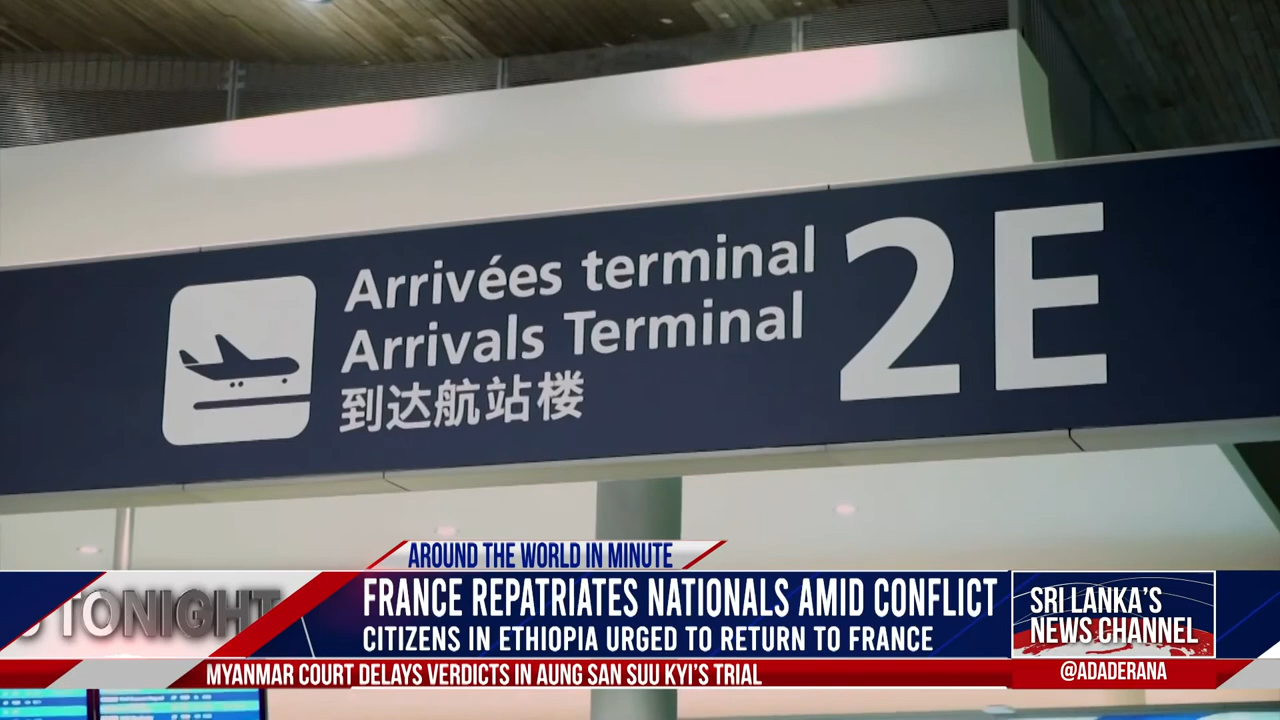 Arrivées terminal
Arrivals Terminal
到达航站楼
2E
AROUND THE WORLD IN MINUTE
TONIGHT
FRANCE REPATRIATES NATIONALS AMID CONFLICT
CITIZENS IN ETHIOPIA URGED TO RETURN TO FRANCE
SRI LANKA'S
NEWS CHANNEL
MYANMAR COURT DELAYS VERDICTS IN AUNG SAN SUU KYI'S TRIAL
@ADADERANA